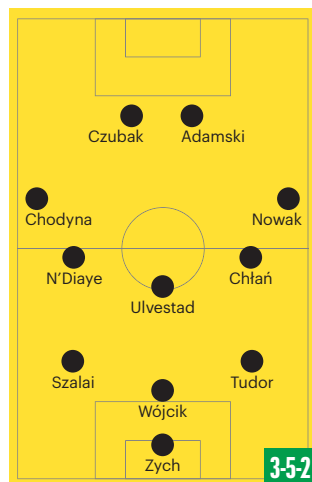 Czubak Adamski
Chodyna Nowak
N’Diaye Chłań
Ulvestad
Szalai Tudor
Wójcik
Zych
3-5-2